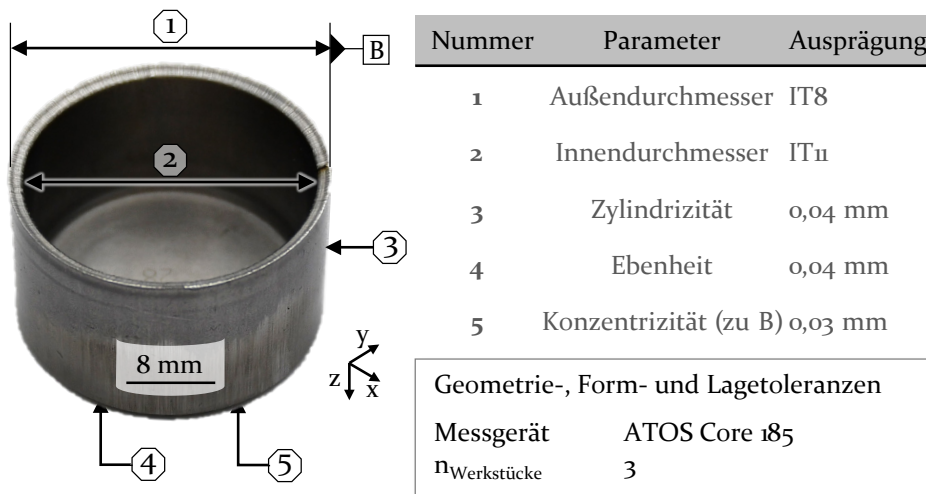 1
B
2
3
8 mm
y
z
x
4
5
Nummer Parameter Ausprägung
1 Außendurchmesser IT8
2 Innendurchmesser IT11
3 Zylindrizität 0,04 mm
4 Ebenheit 0,04 mm
5 Konzentrizität (zu B) 0,03 mm
Geometrie-, Form- und Lagetoleranzen
Messgerät ATOS Core 185
nWerkstücke 3